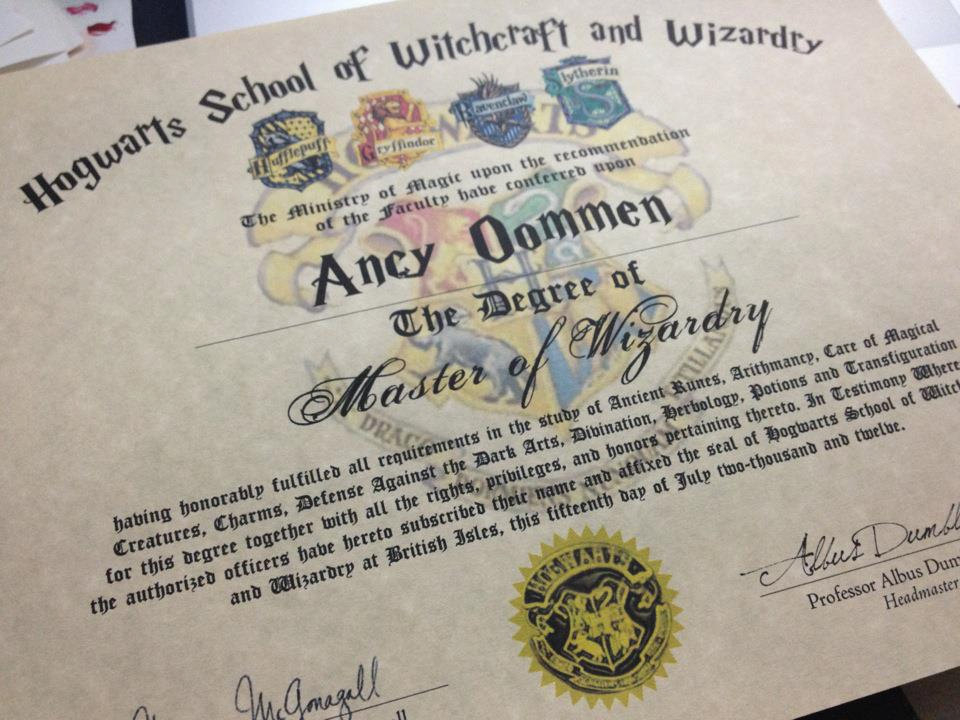 Hogwarts School of Witchcraft and Wizardry
Hufflepuff Gryffindor Ravenclaw Slytherin
HOGWARTS
The Ministry of Magic upon the recommendation
of the Faculty have conferred upon
Ancy Oommen
The Degree of
Master of Wizardry
having honorably fulfilled all requirements in the study of Ancient Runes, Arithmancy, Care of Magical
Creatures, Charms, Defense Against the Dark Arts, Divination, Herbology, Potions and Transfiguration
for this degree together with all the rights, privileges, and honors pertaining thereto. In Testimony Where
the authorized officers have hereto subscribed their name and affixed the seal of Hogwarts School of Witch
and Wizardry at British Isles, this fifteenth day of July two-thousand and twelve.
HOGWARTS
Albus Dumbl
Professor Albus Dum
Headmaster
McGonagall